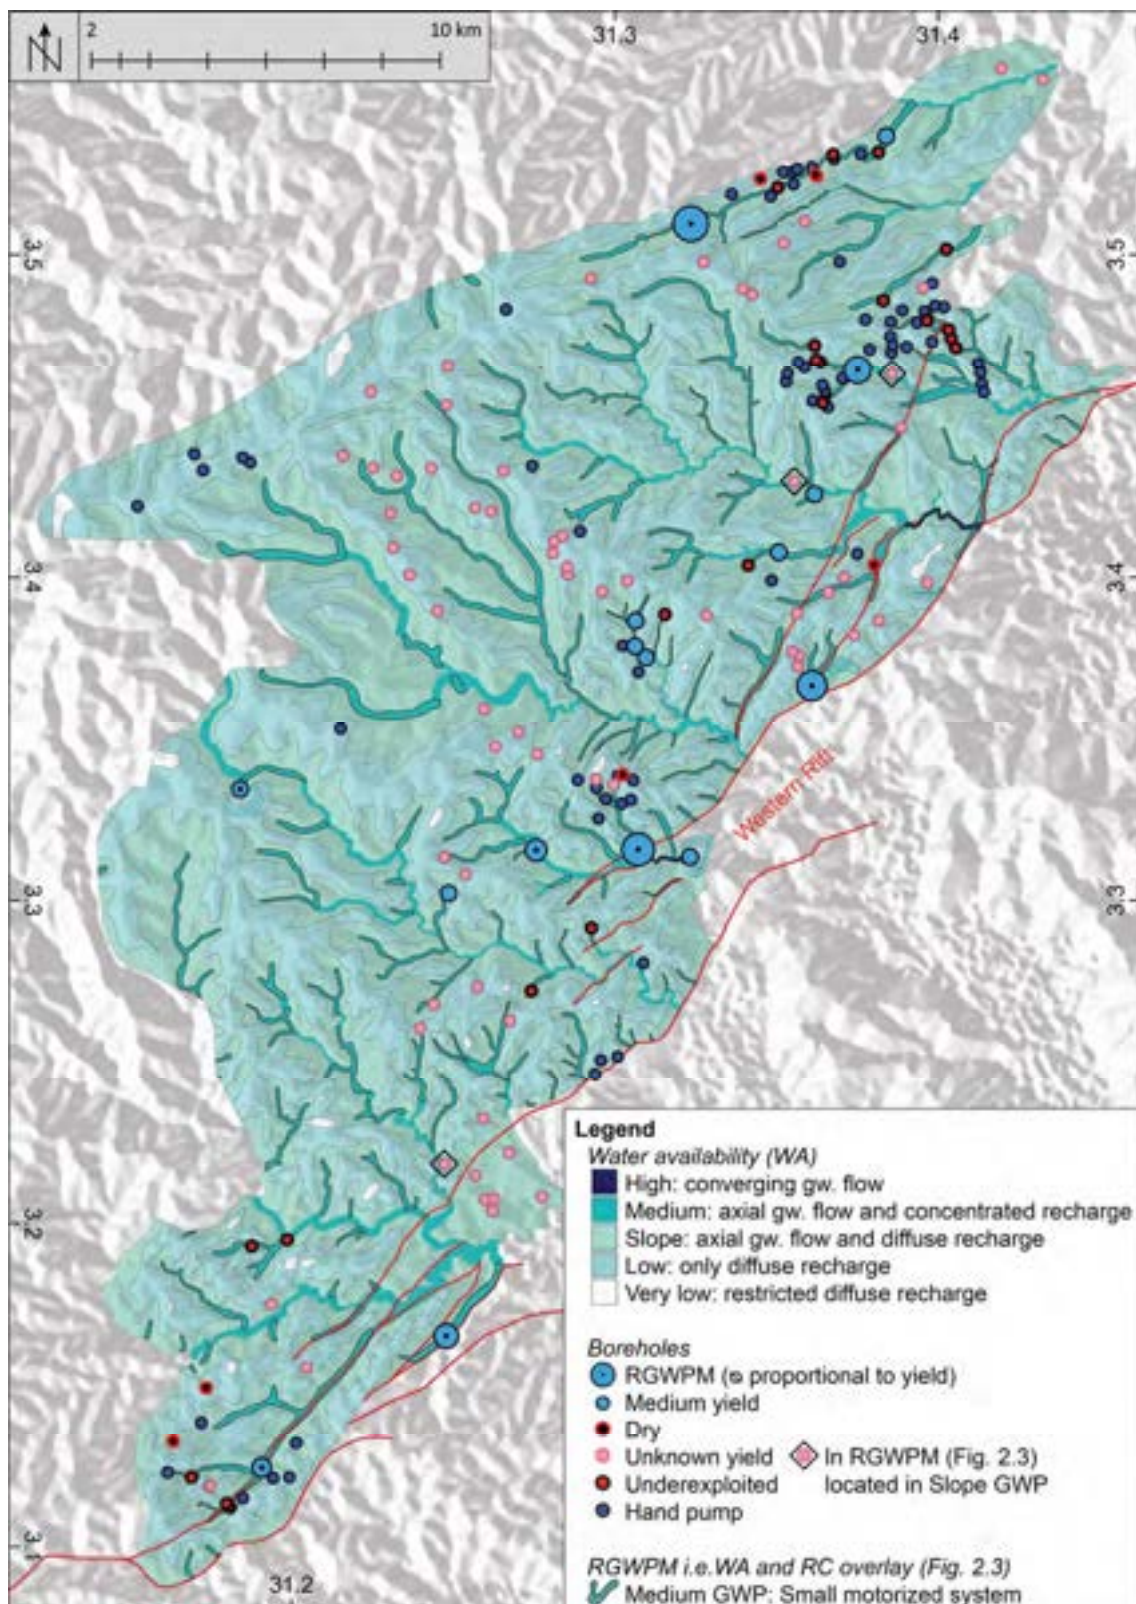 2
10 km
31.3
31.4
3.5
3.5
3.4
3.4
Western Rift
3.3
3.3
3.2
3.1
31.2
Legend
Water availability (WA)
High: converging gw. flow
Medium: axial gw. flow and concentrated recharge
Slope: axial gw. flow and diffuse recharge
Low: only diffuse recharge
Very low: restricted diffuse recharge
Boreholes
RGWPM (⌀ proportional to yield)
Medium yield
Dry
Unknown yield
In RGWPM (Fig. 2.3)
Underexploited
located in Slope GWP
Hand pump
RGWPM i.e.WA and RC overlay (Fig. 2.3)
Medium GWP: Small motorized system